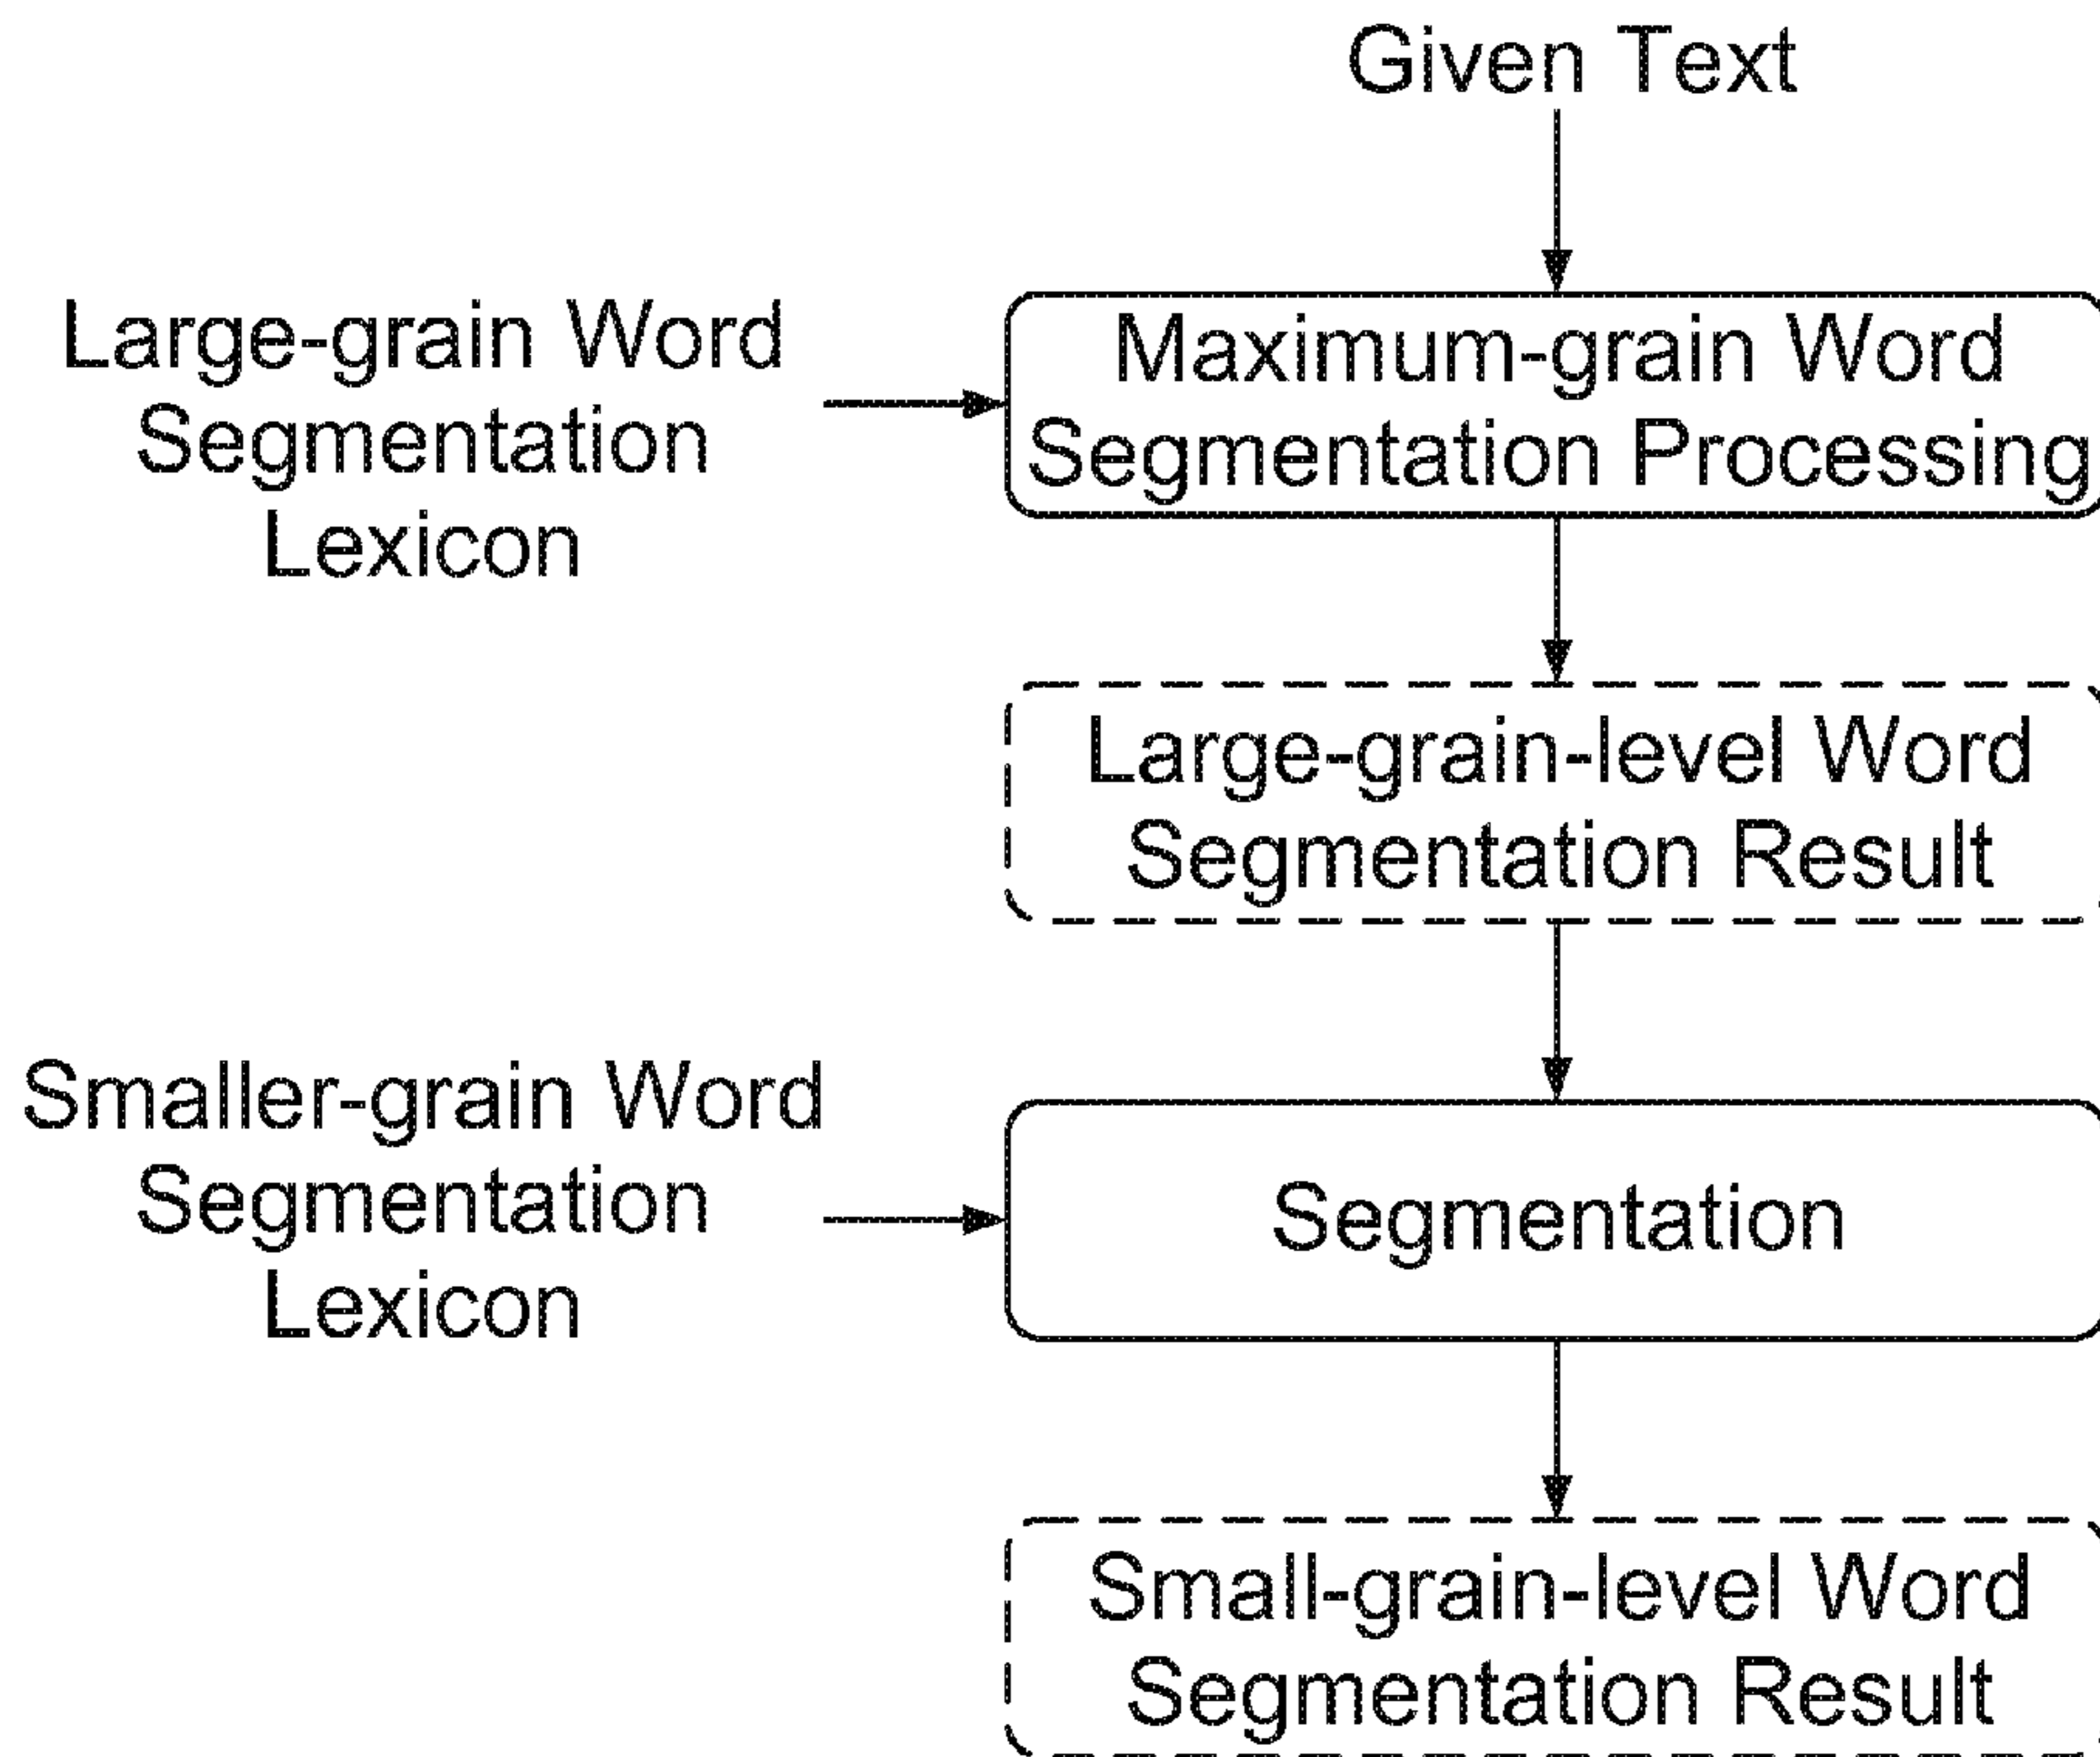 Given Text
Large-grain Word
Segmentation
Lexicon
Maximum-grain Word
Segmentation Processing
Large-grain-level Word
Segmentation Result
Smaller-grain Word
Segmentation
Lexicon
Segmentation
Small-grain-level Word
Segmentation Result